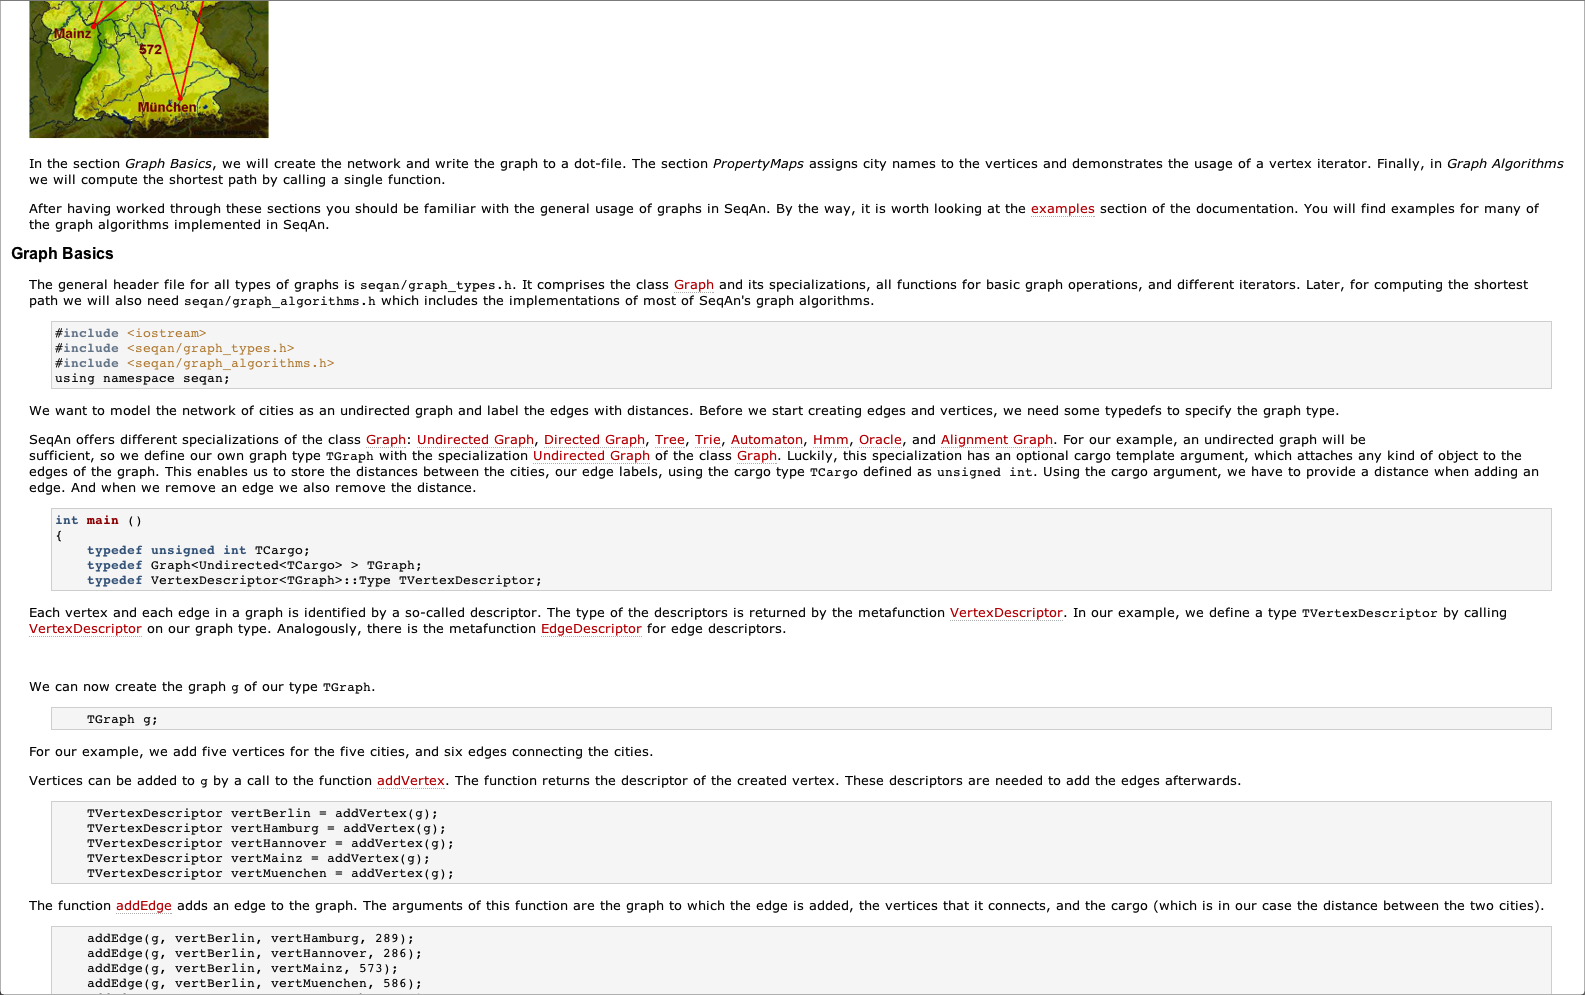 Mainz
572
München
In the section Graph Basics, we will create the network and write the graph to a dot-file. The section PropertyMaps assigns city names to the vertices and demonstrates the usage of a vertex iterator. Finally, in Graph Algorithms
we will compute the shortest path by calling a single function.
After having worked through these sections you should be familiar with the general usage of graphs in SeqAn. By the way, it is worth looking at the examples section of the documentation. You will find examples for many of
the graph algorithms implemented in SeqAn.
Graph Basics
The general header file for all types of graphs is seqan/graph_types.h. It comprises the class Graph and its specializations, all functions for basic graph operations, and different iterators. Later, for computing the shortest
path we will also need seqan/graph_algorithms.h which includes the implementations of most of SeqAn's graph algorithms.
#include <iostream>
#include <seqan/graph_types.h>
#include <seqan/graph_algorithms.h>
using namespace seqan;
We want to model the network of cities as an undirected graph and label the edges with distances. Before we start creating edges and vertices, we need some typedefs to specify the graph type.
SeqAn offers different specializations of the class Graph: Undirected Graph, Directed Graph, Tree, Trie, Automaton, Hmm, Oracle, and Alignment Graph. For our example, an undirected graph will be
sufficient, so we define our own graph type TGraph with the specialization Undirected Graph of the class Graph. Luckily, this specialization has an optional cargo template argument, which attaches any kind of object to the
edges of the graph. This enables us to store the distances between the cities, our edge labels, using the cargo type TCargo defined as unsigned int. Using the cargo argument, we have to provide a distance when adding an
edge. And when we remove an edge we also remove the distance.
int main ()
{
    typedef unsigned int TCargo;
    typedef Graph<Undirected<TCargo> > TGraph;
    typedef VertexDescriptor<TGraph>::Type TVertexDescriptor;
Each vertex and each edge in a graph is identified by a so-called descriptor. The type of the descriptors is returned by the metafunction VertexDescriptor. In our example, we define a type TVertexDescriptor by calling
VertexDescriptor on our graph type. Analogously, there is the metafunction EdgeDescriptor for edge descriptors.
We can now create the graph g of our type TGraph.
    TGraph g;
For our example, we add five vertices for the five cities, and six edges connecting the cities.
Vertices can be added to g by a call to the function addVertex. The function returns the descriptor of the created vertex. These descriptors are needed to add the edges afterwards.
    TVertexDescriptor vertBerlin = addVertex(g);
    TVertexDescriptor vertHamburg = addVertex(g);
    TVertexDescriptor vertHannover = addVertex(g);
    TVertexDescriptor vertMainz = addVertex(g);
    TVertexDescriptor vertMuenchen = addVertex(g);
The function addEdge adds an edge to the graph. The arguments of this function are the graph to which the edge is added, the vertices that it connects, and the cargo (which is in our case the distance between the two cities).
    addEdge(g, vertBerlin, vertHamburg, 289);
    addEdge(g, vertBerlin, vertHannover, 286);
    addEdge(g, vertBerlin, vertMainz, 573);
    addEdge(g, vertBerlin, vertMuenchen, 586);